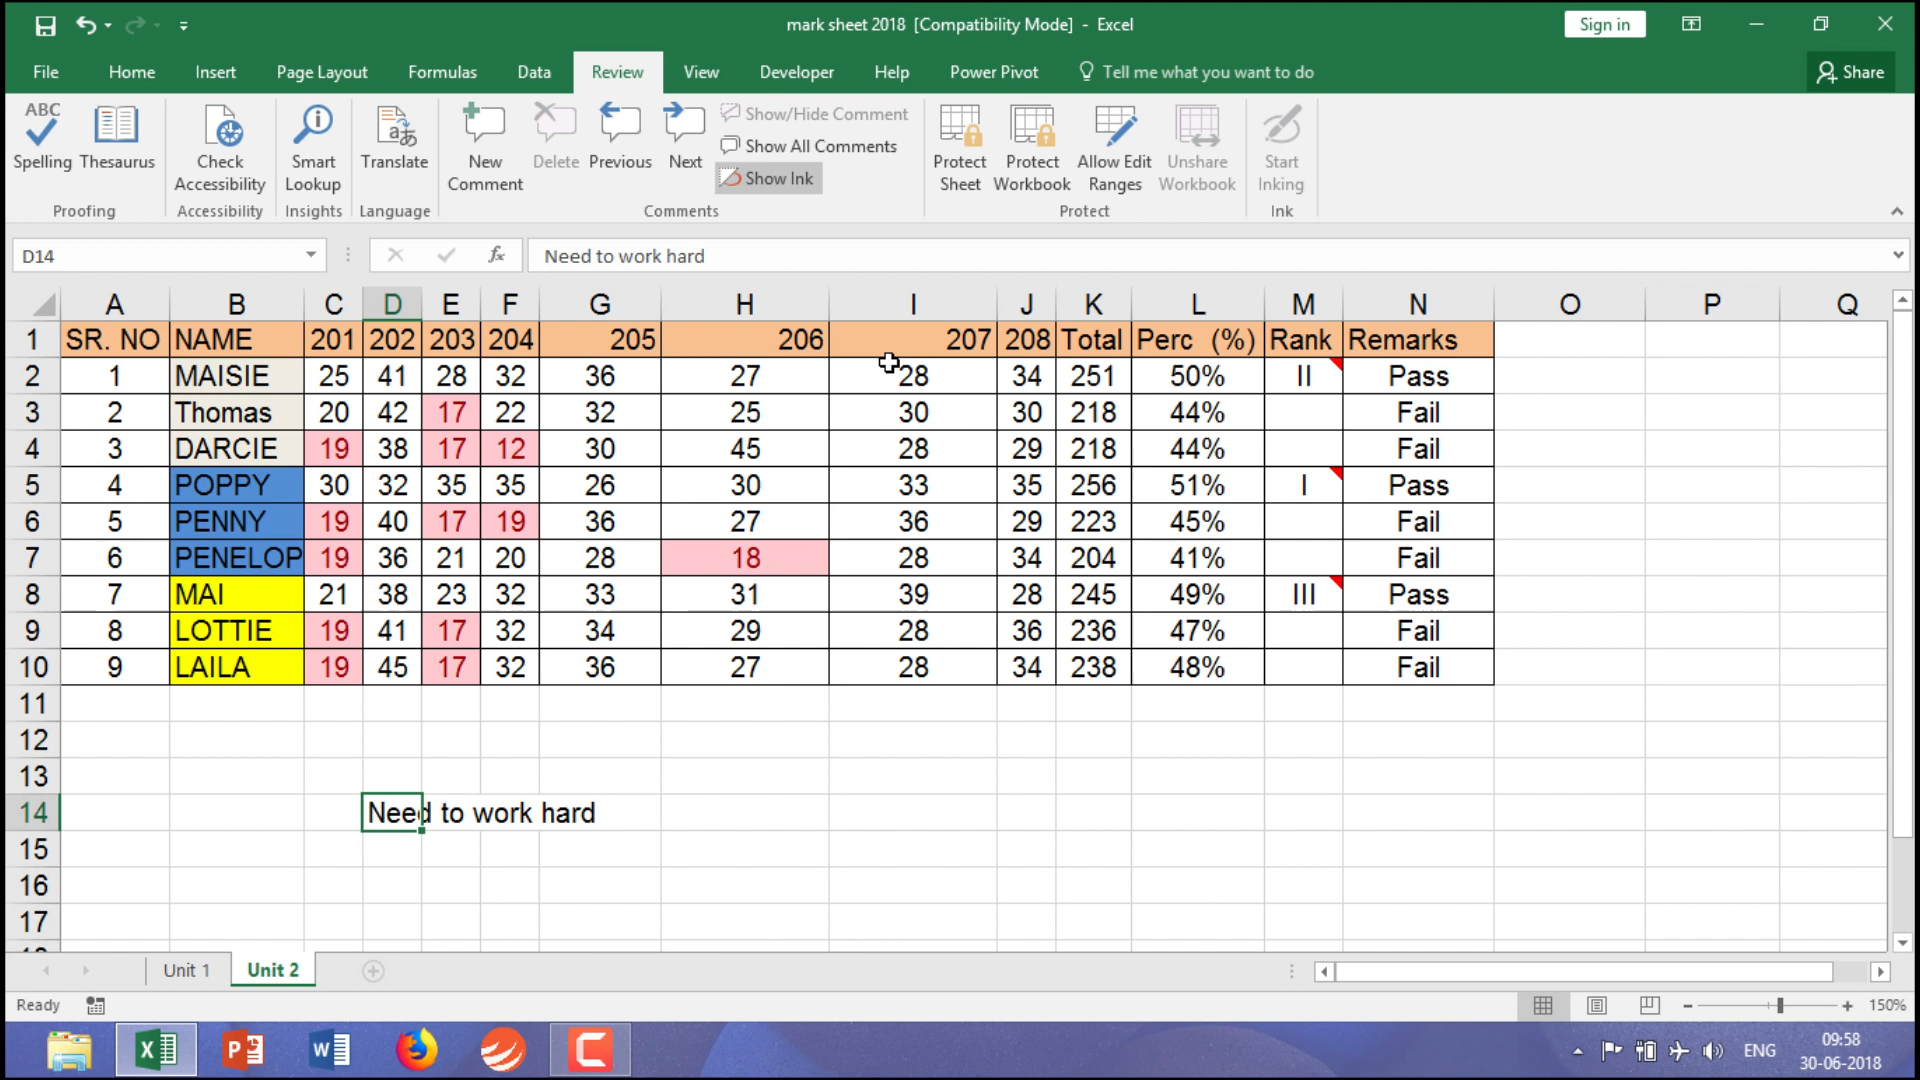 mark sheet 2018 [Compatibility Mode] - Excel
Sign in
File Home Insert Page Layout Formulas Data Review View Developer Help Power Pivot Tell me what you want to do Share
ABC
Spelling Thesaurus Check Accessibility Smart Lookup Translate New Comment Delete Previous Next
Show/Hide Comment
Show All Comments
Show Ink
Protect Sheet Protect Workbook Allow Edit Ranges Unshare Workbook Start Inking
Proofing Accessibility Insights Language Comments Protect Ink
D14 fx Need to work hard
A B C D E F G H I J K L M N O P Q
1 SR. NO NAME 201 202 203 204 205 206 207 208 Total Perc (%) Rank Remarks
2 1 MAISIE 25 41 28 32 36 27 28 34 251 50% II Pass
3 2 Thomas 20 42 17 22 32 25 30 30 218 44% Fail
4 3 DARCIE 19 38 17 12 30 45 28 29 218 44% Fail
5 4 POPPY 30 32 35 35 26 30 33 35 256 51% I Pass
6 5 PENNY 19 40 17 19 36 27 36 29 223 45% Fail
7 6 PENELOP 19 36 21 20 28 18 28 34 204 41% Fail
8 7 MAI 21 38 23 32 33 31 39 28 245 49% III Pass
9 8 LOTTIE 19 41 17 32 34 29 28 36 236 47% Fail
10 9 LAILA 19 45 17 32 36 27 28 34 238 48% Fail
11
12
13
14 Need to work hard
15
16
17
Unit 1 Unit 2
Ready 150%
ENG 09:58
30-06-2018